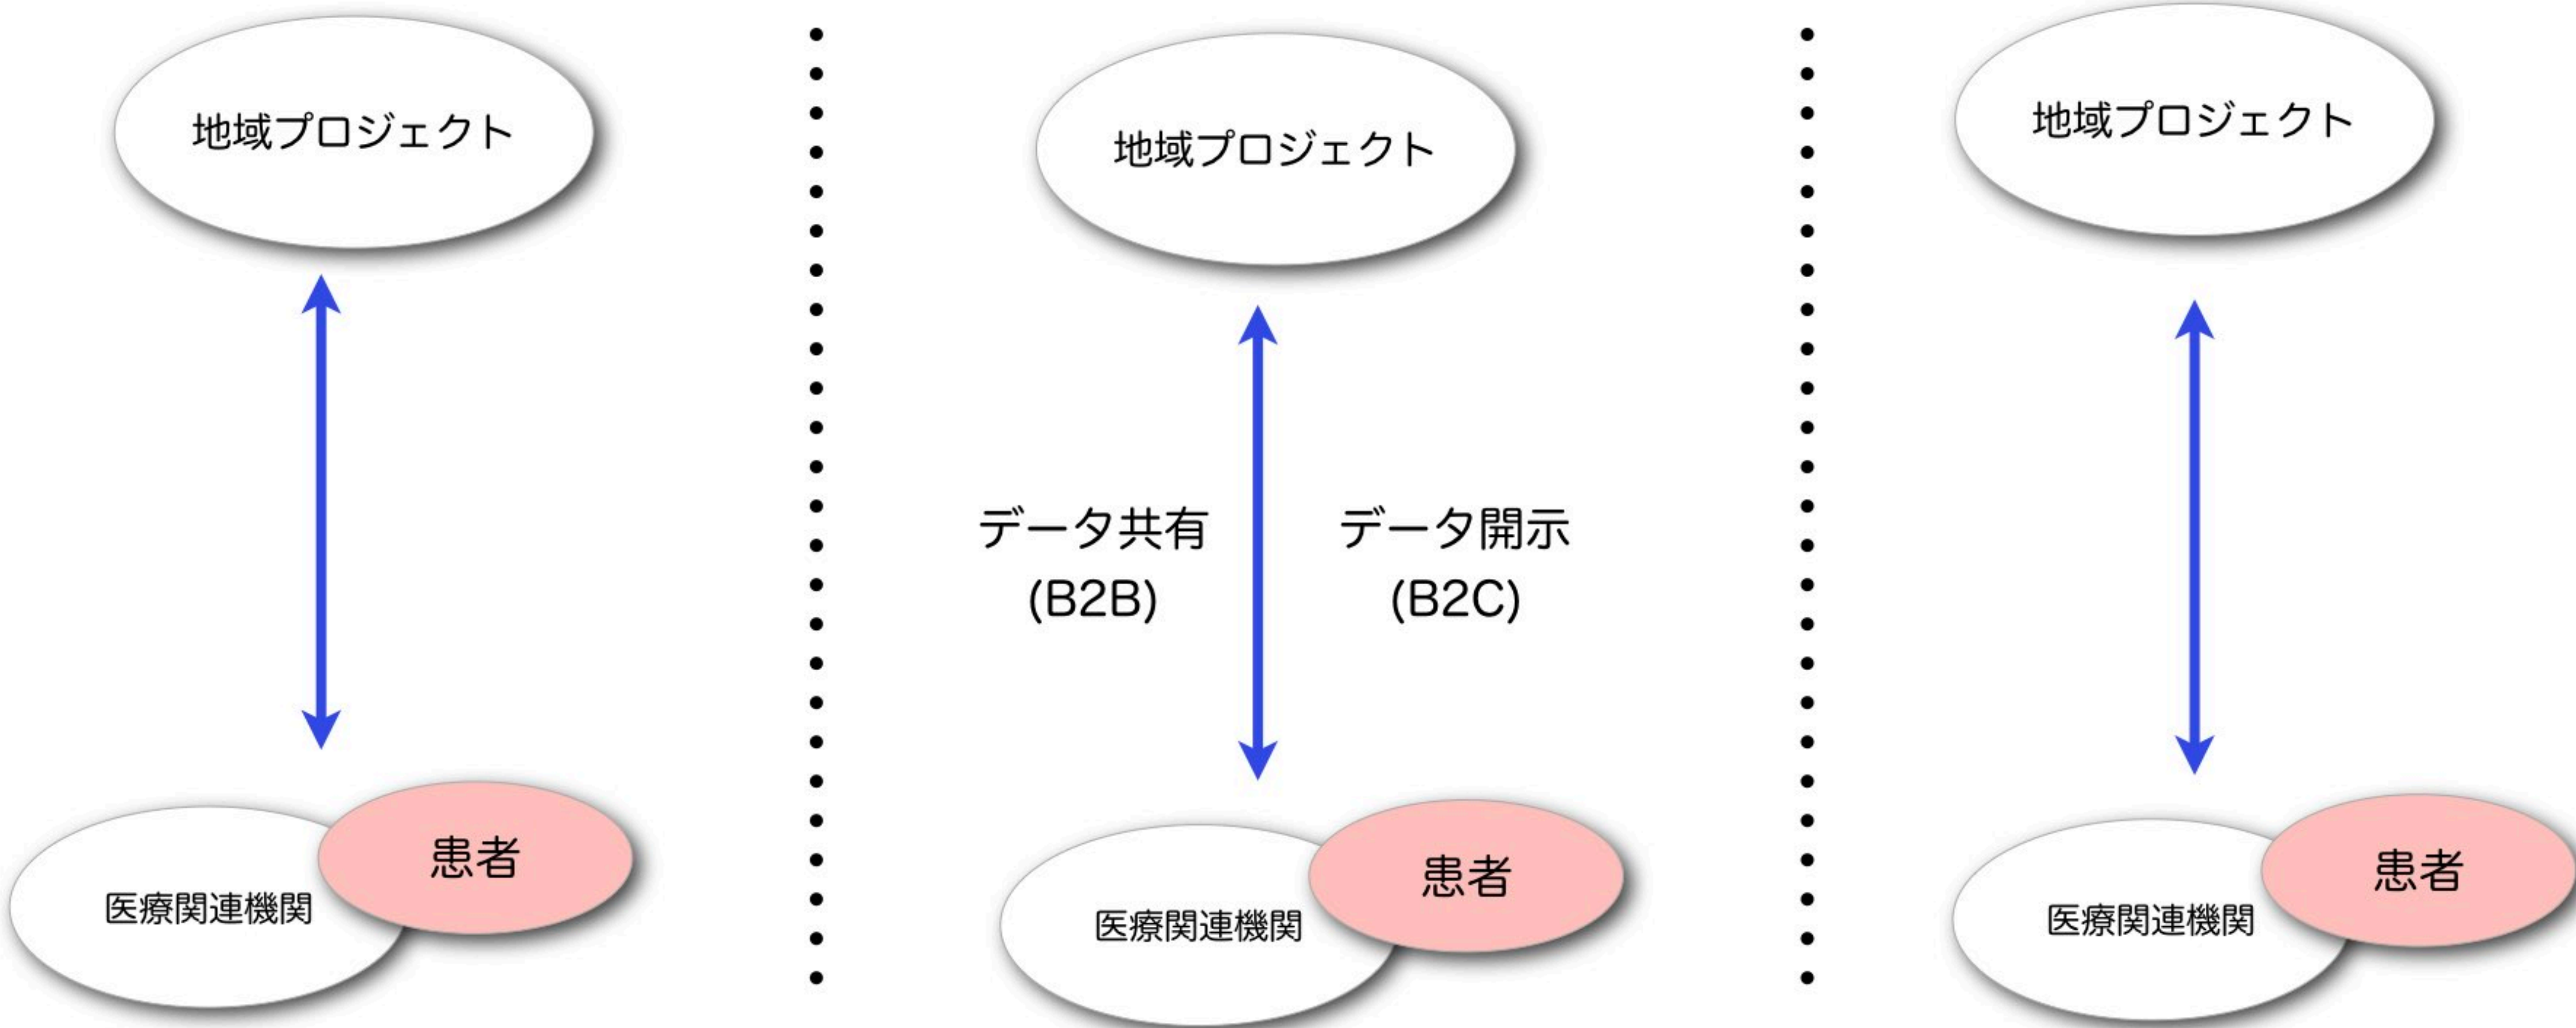 地域プロジェクト
医療関連機関
患者
地域プロジェクト
データ共有
(B2B)
データ開示
(B2C)
医療関連機関
患者
地域プロジェクト
医療関連機関
患者